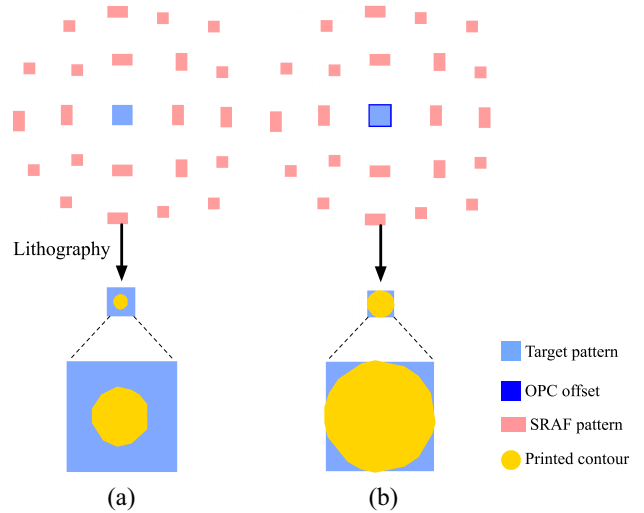 Lithography
Target pattern
OPC offset
SRAF pattern
Printed contour
(a)
(b)